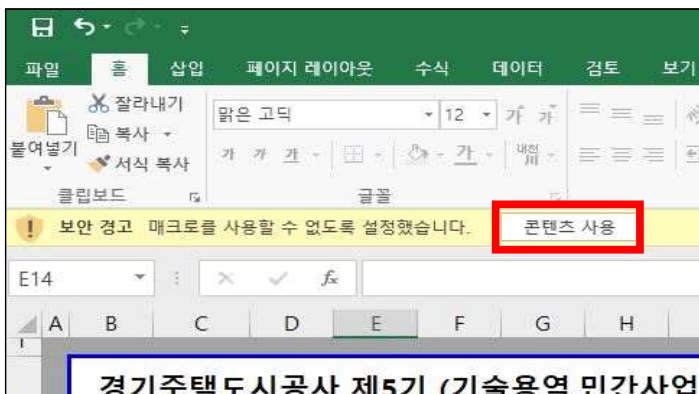 파일 홈 삽입 페이지 레이아웃 수식 데이터 검토 보기
잘라내기
복사
서식 복사
붙여넣기
클립보드
맑은 고딕 12 가 가
가 가 가 가 내천
글꼴
보안 경고 매크로를 사용할 수 없도록 설정했습니다. 콘텐츠 사용
E14 fx
A B C D E F G H
1
경기주택도시공사 제5기 (기술용역 민간사업